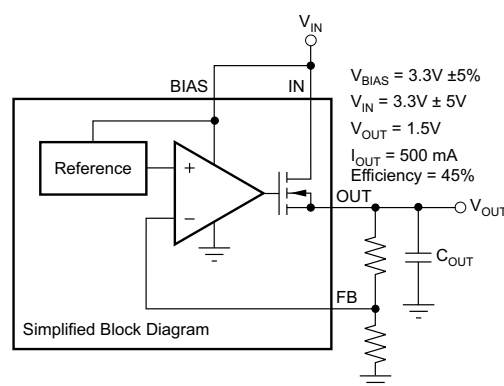 V_IN
BIAS
IN
V_BIAS = 3.3V ±5%
V_IN = 3.3V ± 5V
V_OUT = 1.5V
I_OUT = 500 mA
Efficiency = 45%
Reference
+
−
OUT
V_OUT
C_OUT
FB
Simplified Block Diagram